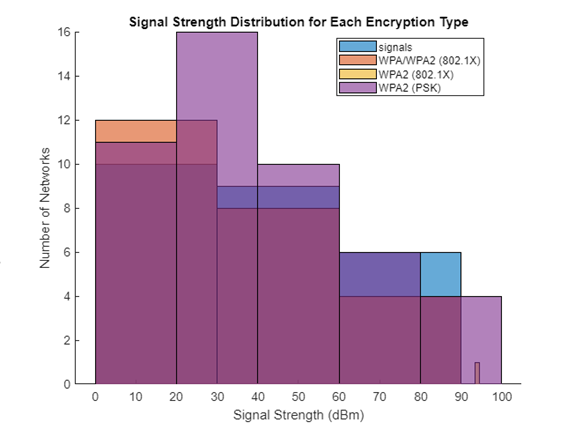 Signal Strength Distribution for Each Encryption Type
signals
WPA/WPA2 (802.1X)
WPA2 (802.1X)
WPA2 (PSK)
16
14
12
10
8
6
4
2
0
Number of Networks
0 10 20 30 40 50 60 70 80 90 100
Signal Strength (dBm)